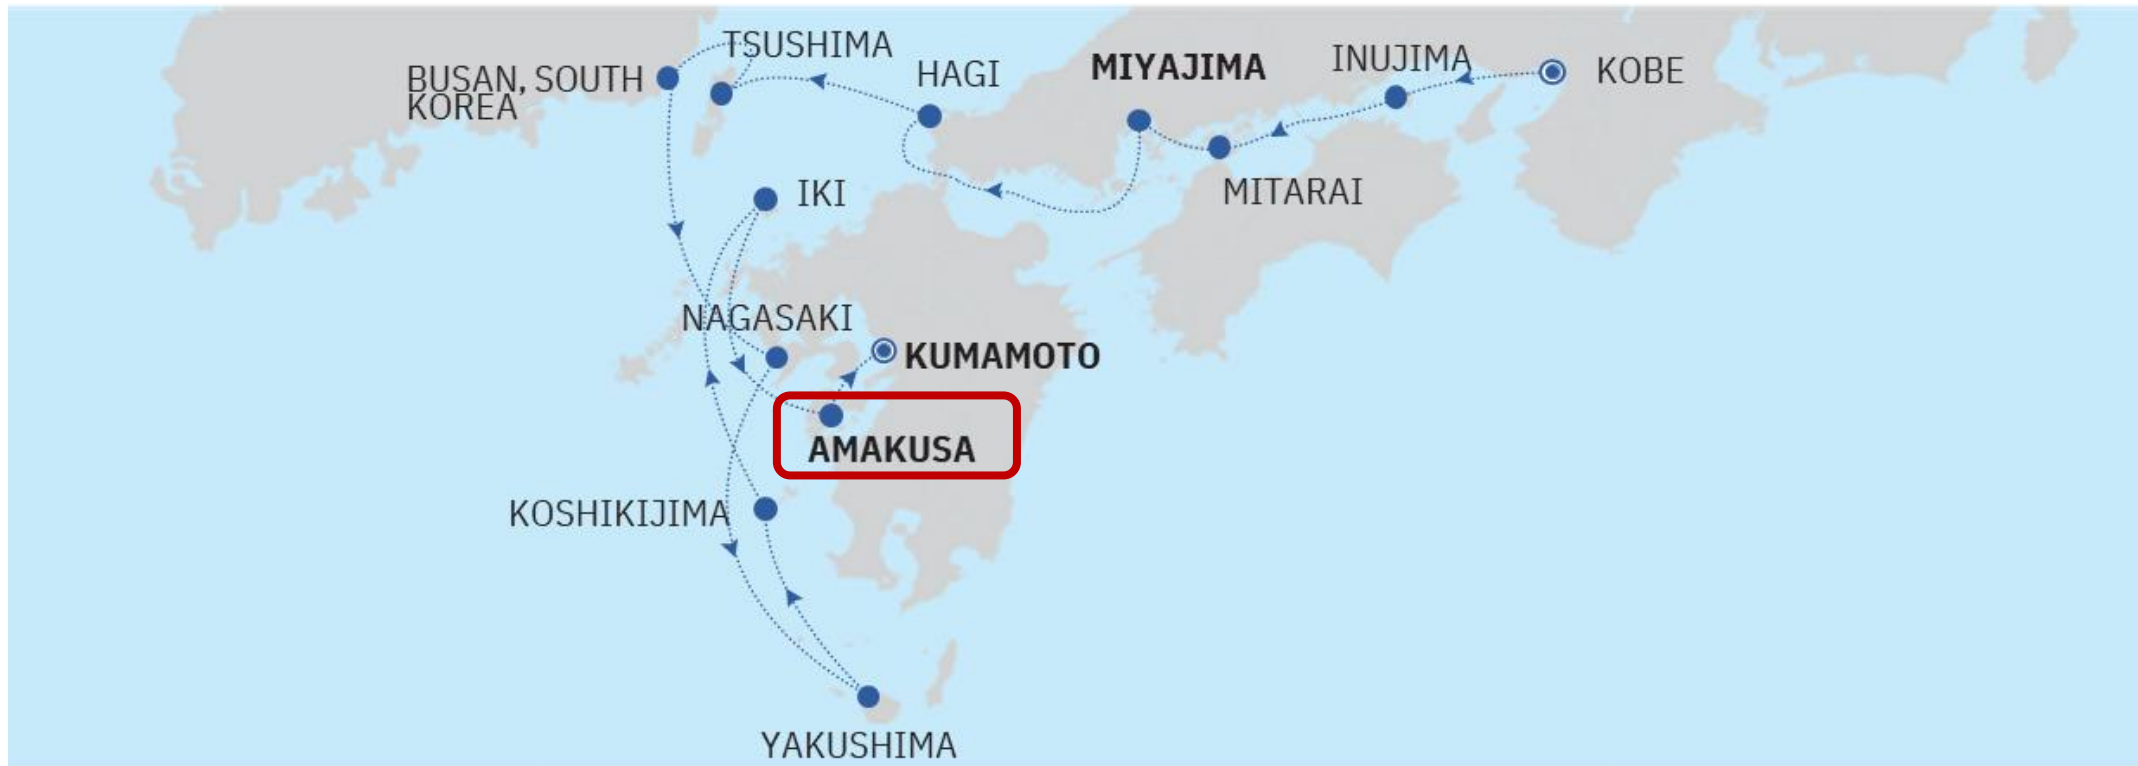 TSUSHIMA
BUSAN, SOUTH
KOREA
HAGI
MIYAJIMA
INUJIMA
KOBE
IKI
MITARAI
NAGASAKI
KUMAMOTO
AMAKUSA
KOSHIKIJIMA
YAKUSHIMA